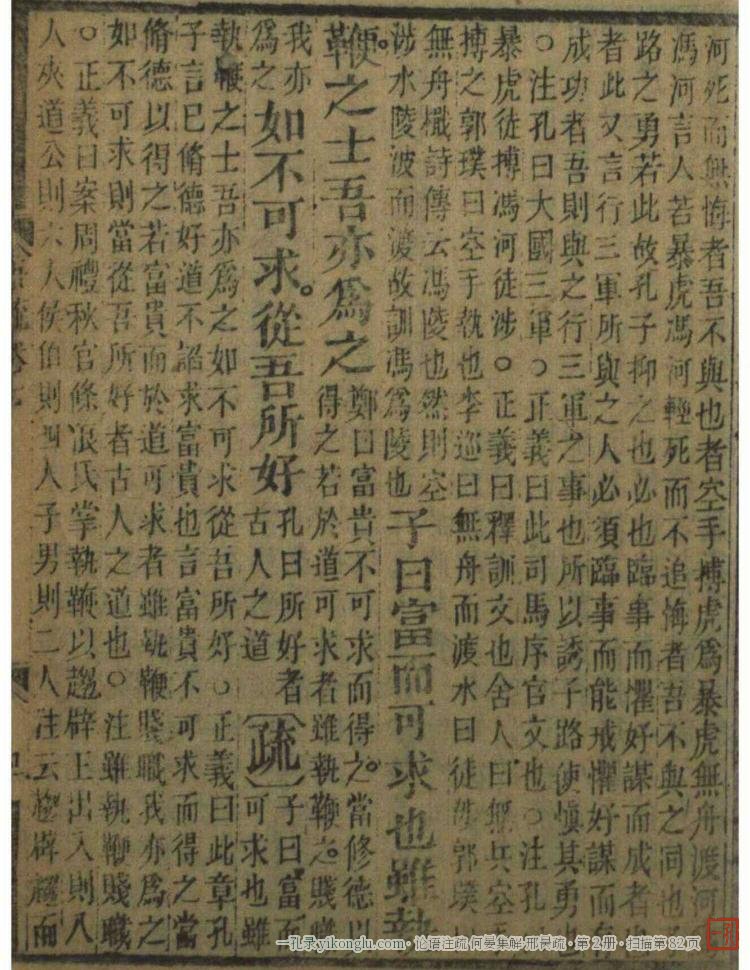 河死而無悔者吾不與也者空手搏虎爲暴虎無舟渡河
馮河言人若暴虎馮河輕死而不追悔者吾不與之同也
路之勇若此故孔子抑之也必也臨事而懼好謀而成者
者此又言行三軍所與之人必須臨事而能戒懼好謀而
成功者吾則與之行三軍之事也所以誘子路使慎其勇也
○注孔曰大國三軍○正義曰此司馬序官文也○注孔
暴虎徒搏馮河徒涉○正義曰釋訓文也舍人曰無兵空
搏之郭璞曰空手執也李巡曰無舟而渡水曰徒涉郭璞
無舟檝詩傳云馮陵也然則空
涉水陵波而渡故訓馮爲陵也
子曰富而可求也雖執
鞭之士吾亦爲之
鄭曰富貴不可求而得之當修德以
得之若於道可求者雖執鞭之賤
我亦
爲之
如不可求從吾所好
孔曰所好者
古人之道
疏
子曰富而
可求也雖
執鞭之士吾亦爲之如不可求從吾所好○正義曰此章孔
子言已脩德好道不諂求富貴也言富貴不可求而得之當
脩德以得之若富貴而於道可求者雖執鞭賤職我亦爲之
如不可求則當從吾所好者古人之道也○注雖執鞭賤職
○正義曰案周禮秋官條狼氏掌執鞭以趨辟王出入則八
人夾道公則六人侯伯則四人子男則二人注云趨辟趨而
一孔录yikonglu.com·论语注疏·何晏集解·邢昺疏·第2册·扫描第82页